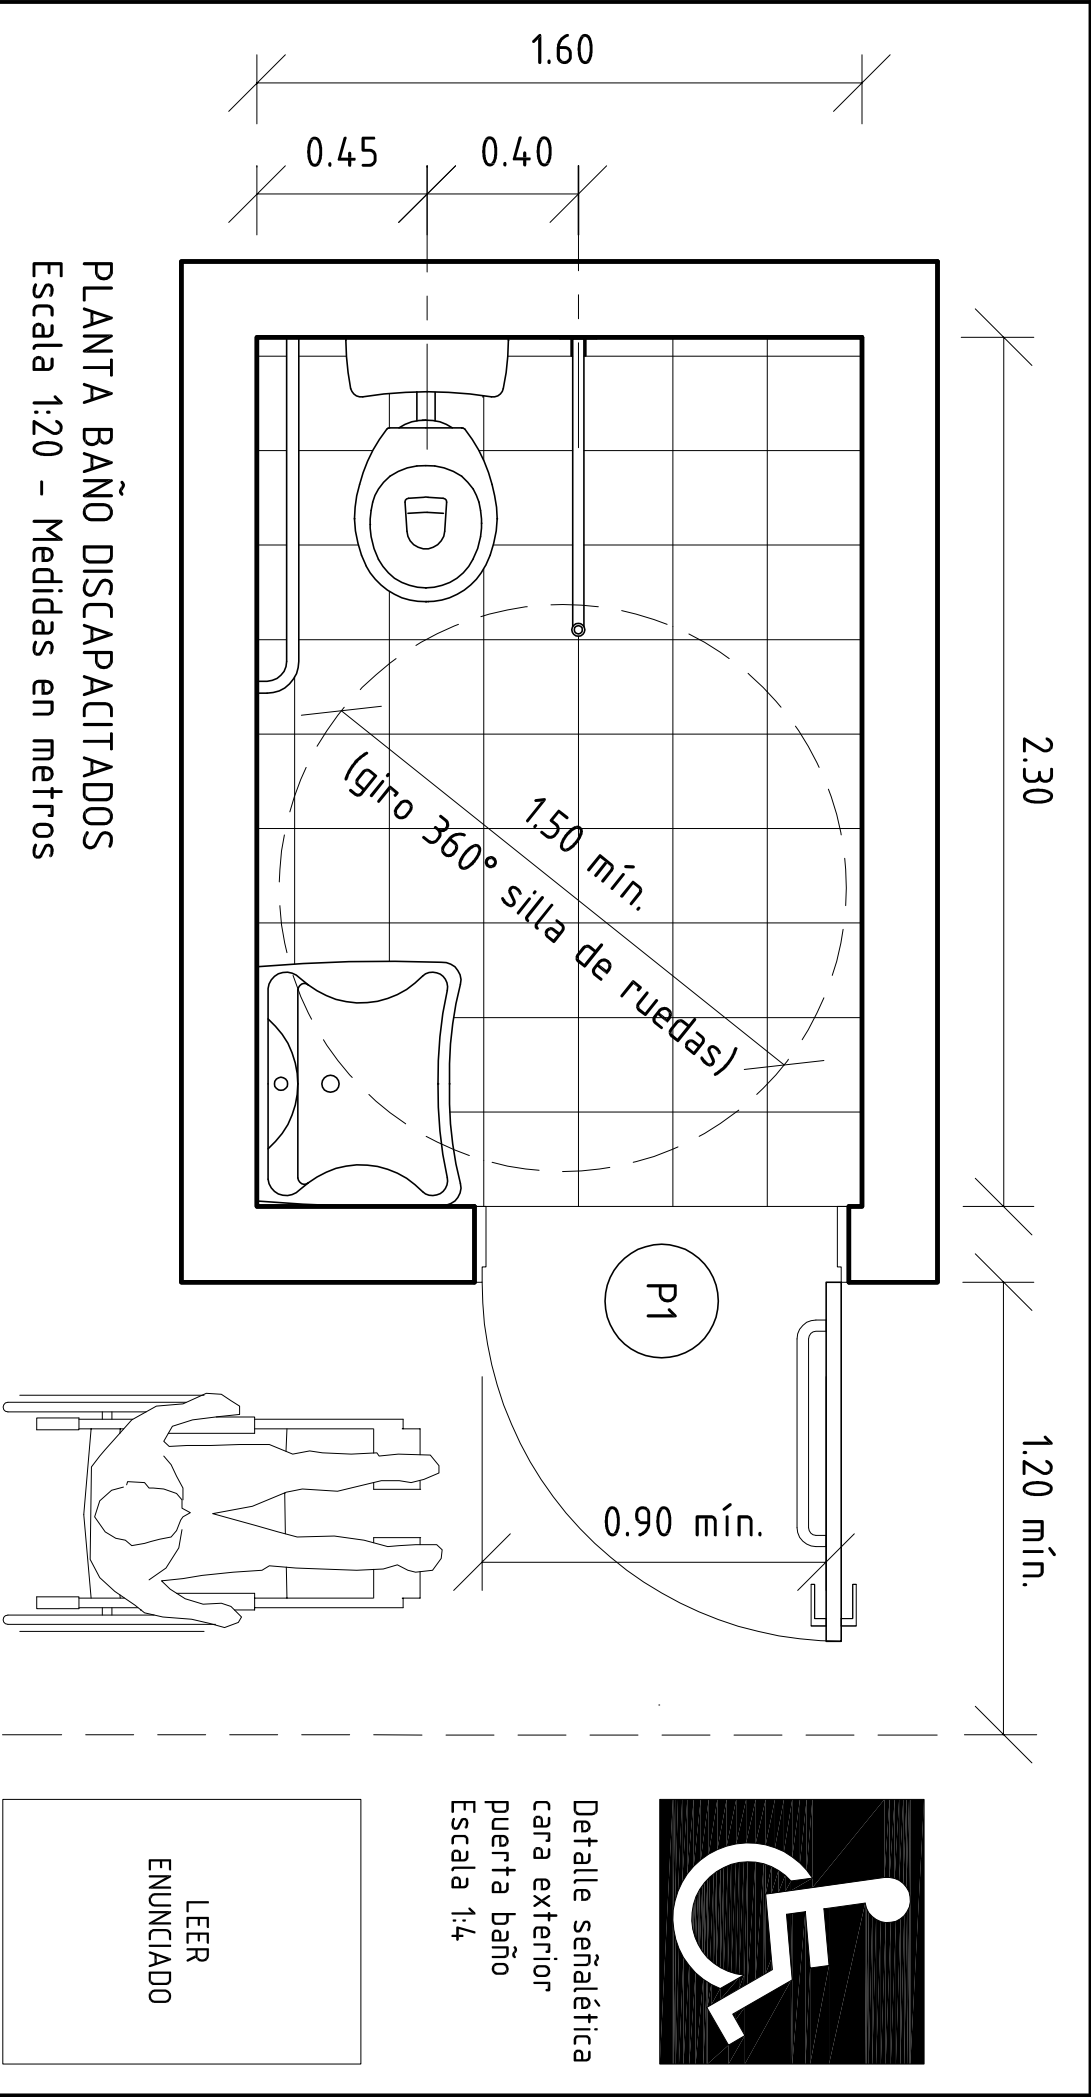 1.60
0.45
0.40
2.30
1.20 mín.
1.50 mín.
(giro 360° silla de ruedas)
P1
0.90 mín.
PLANTA BAÑO DISCAPACITADOS
Escala 1:20 - Medidas en metros
Detalle señalética
cara exterior
puerta baño
Escala 1:4
LEER
ENUNCIADO